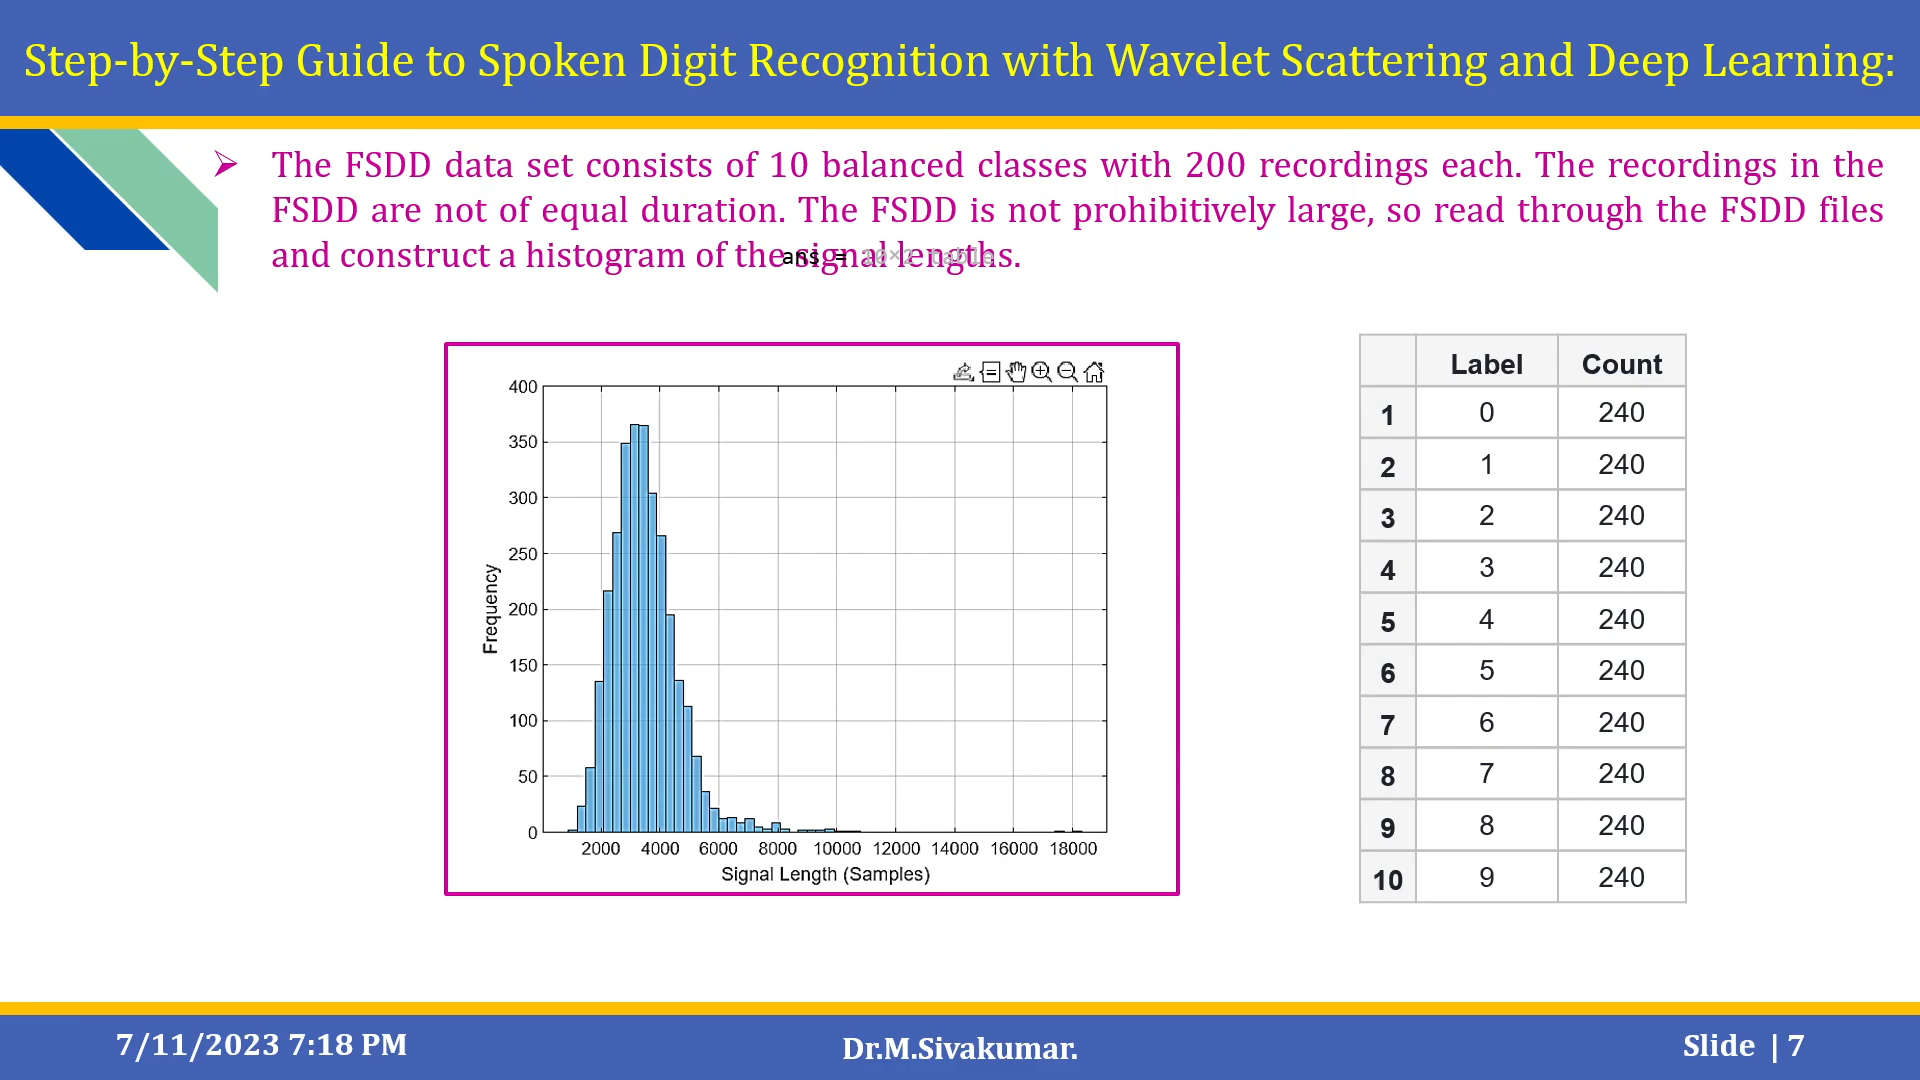 Step-by-Step Guide to Spoken Digit Recognition with Wavelet Scattering and Deep Learning:
➢ The FSDD data set consists of 10 balanced classes with 200 recordings each. The recordings in the
FSDD are not of equal duration. The FSDD is not prohibitively large, so read through the FSDD files
and construct a histogram of the signal lengths.
ans = 10×2 table
400
350
300
250
200
150
100
50
0
Frequency
2000 4000 6000 8000 10000 12000 14000 16000 18000
Signal Length (Samples)
Label Count
1 0 240
2 1 240
3 2 240
4 3 240
5 4 240
6 5 240
7 6 240
8 7 240
9 8 240
10 9 240
7/11/2023 7:18 PM
Dr.M.Sivakumar.
Slide | 7